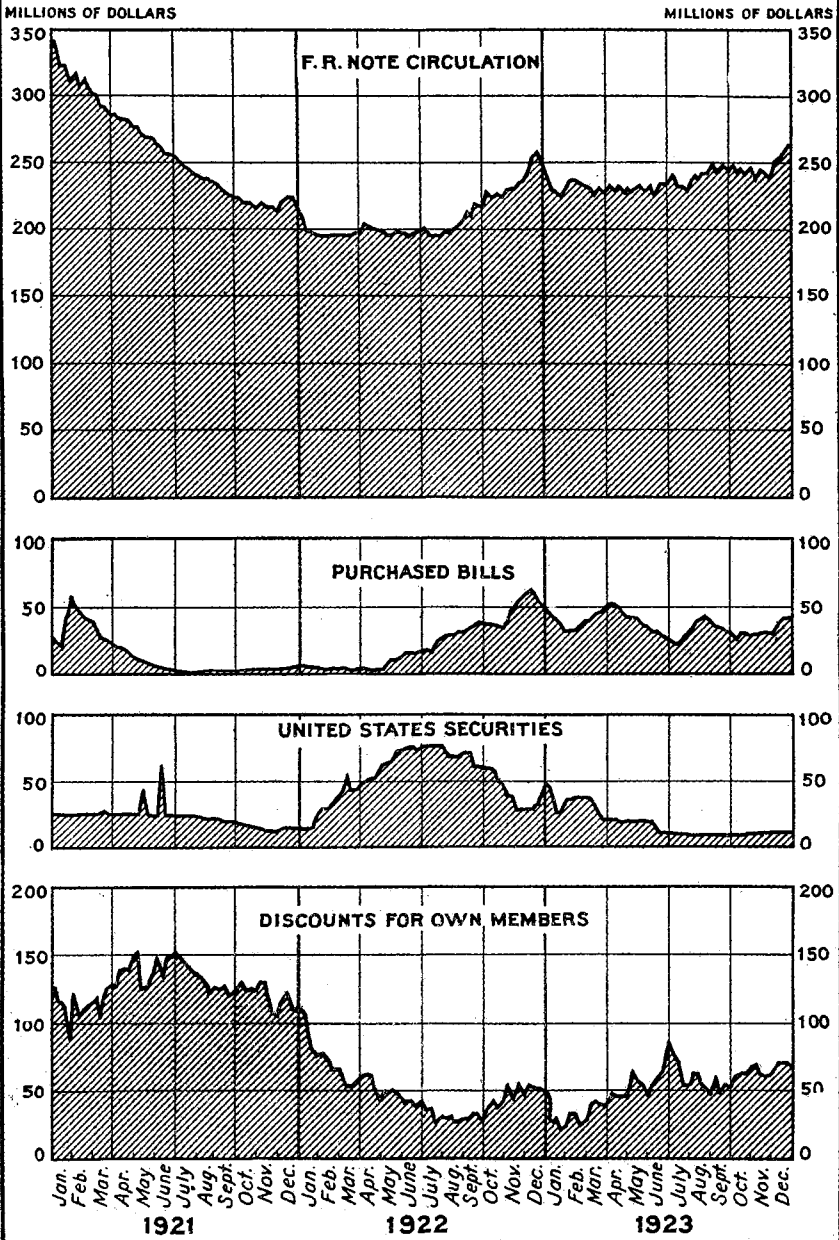 MILLIONS OF DOLLARS MILLIONS OF DOLLARS
350 350
F. R. NOTE CIRCULATION
300 300
250 250
200 200
150 150
100 100
50 50
0 0
100 100
PURCHASED BILLS
50 50
0 0
100 100
UNITED STATES SECURITIES
50 50
0 0
200 200
DISCOUNTS FOR OWN MEMBERS
150 150
100 100
50 50
0 0
Jan. Feb. Mar. Apr. May June July Aug. Sept. Oct. Nov. Dec. Jan. Feb. Mar. Apr. May June July Aug. Sept. Oct. Nov. Dec. Jan. Feb. Mar. Apr. May June July Aug. Sept. Oct. Nov. Dec.
1921 1922 1923